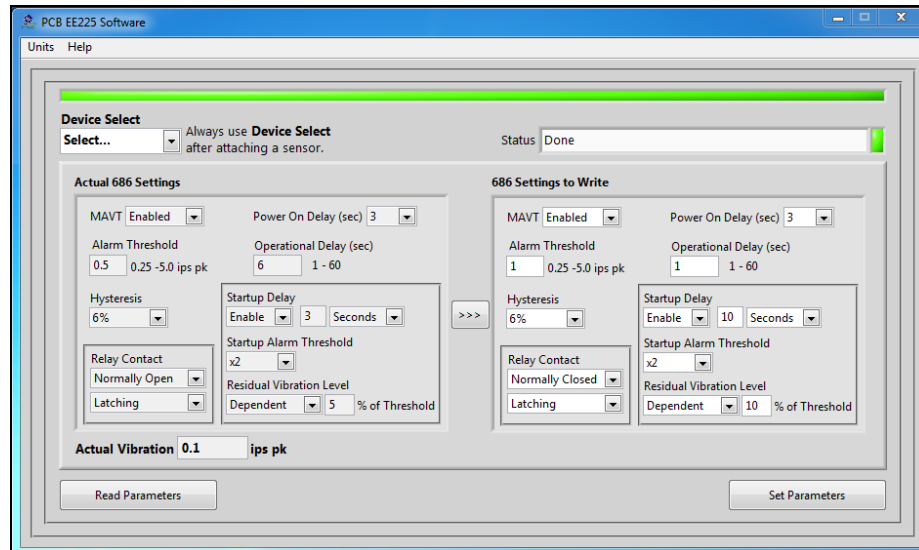 PCB EE225 Software
Units Help
Device Select
Select...
Always use Device Select
after attaching a sensor.
Status Done
Actual 686 Settings
MAVT Enabled
Power On Delay (sec) 3
Alarm Threshold
0.5 0.25 -5.0 ips pk
Operational Delay (sec)
6 1 - 60
Hysteresis
6%
Startup Delay
Enable 3 Seconds
Startup Alarm Threshold
x2
Relay Contact
Normally Open
Latching
Residual Vibration Level
Dependent 5 % of Threshold
Actual Vibration 0.1 ips pk
>>>
686 Settings to Write
MAVT Enabled
Power On Delay (sec) 3
Alarm Threshold
1 0.25 -5.0 ips pk
Operational Delay (sec)
1 1 - 60
Hysteresis
6%
Startup Delay
Enable 10 Seconds
Startup Alarm Threshold
x2
Relay Contact
Normally Closed
Latching
Residual Vibration Level
Dependent 10 % of Threshold
Read Parameters
Set Parameters